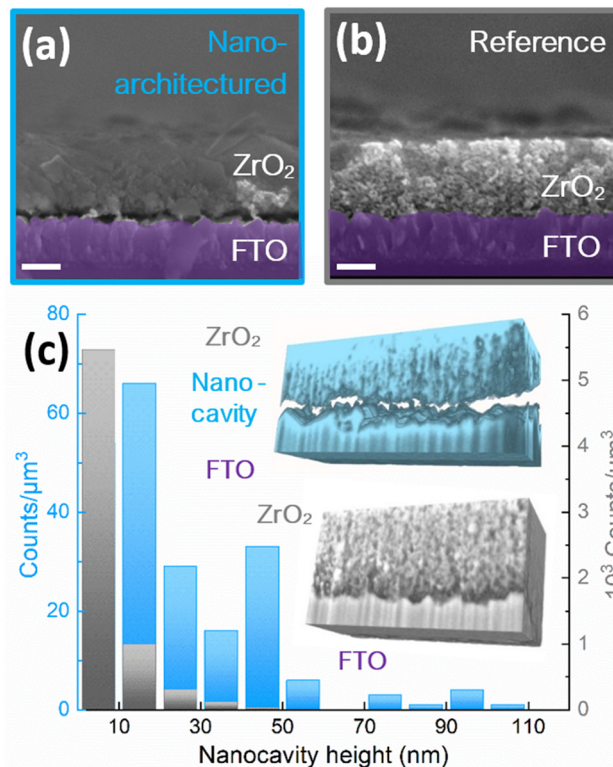 (a)
Nano-
architectured
ZrO₂
FTO
(b)
Reference
ZrO₂
FTO
(c)
80
60
40
20
0
Counts/µm³
ZrO₂
Nano-
cavity
FTO
ZrO₂
FTO
6
5
4
3
2
1
0
10³ Counts/µm³
10 30 50 70 90 110
Nanocavity height (nm)